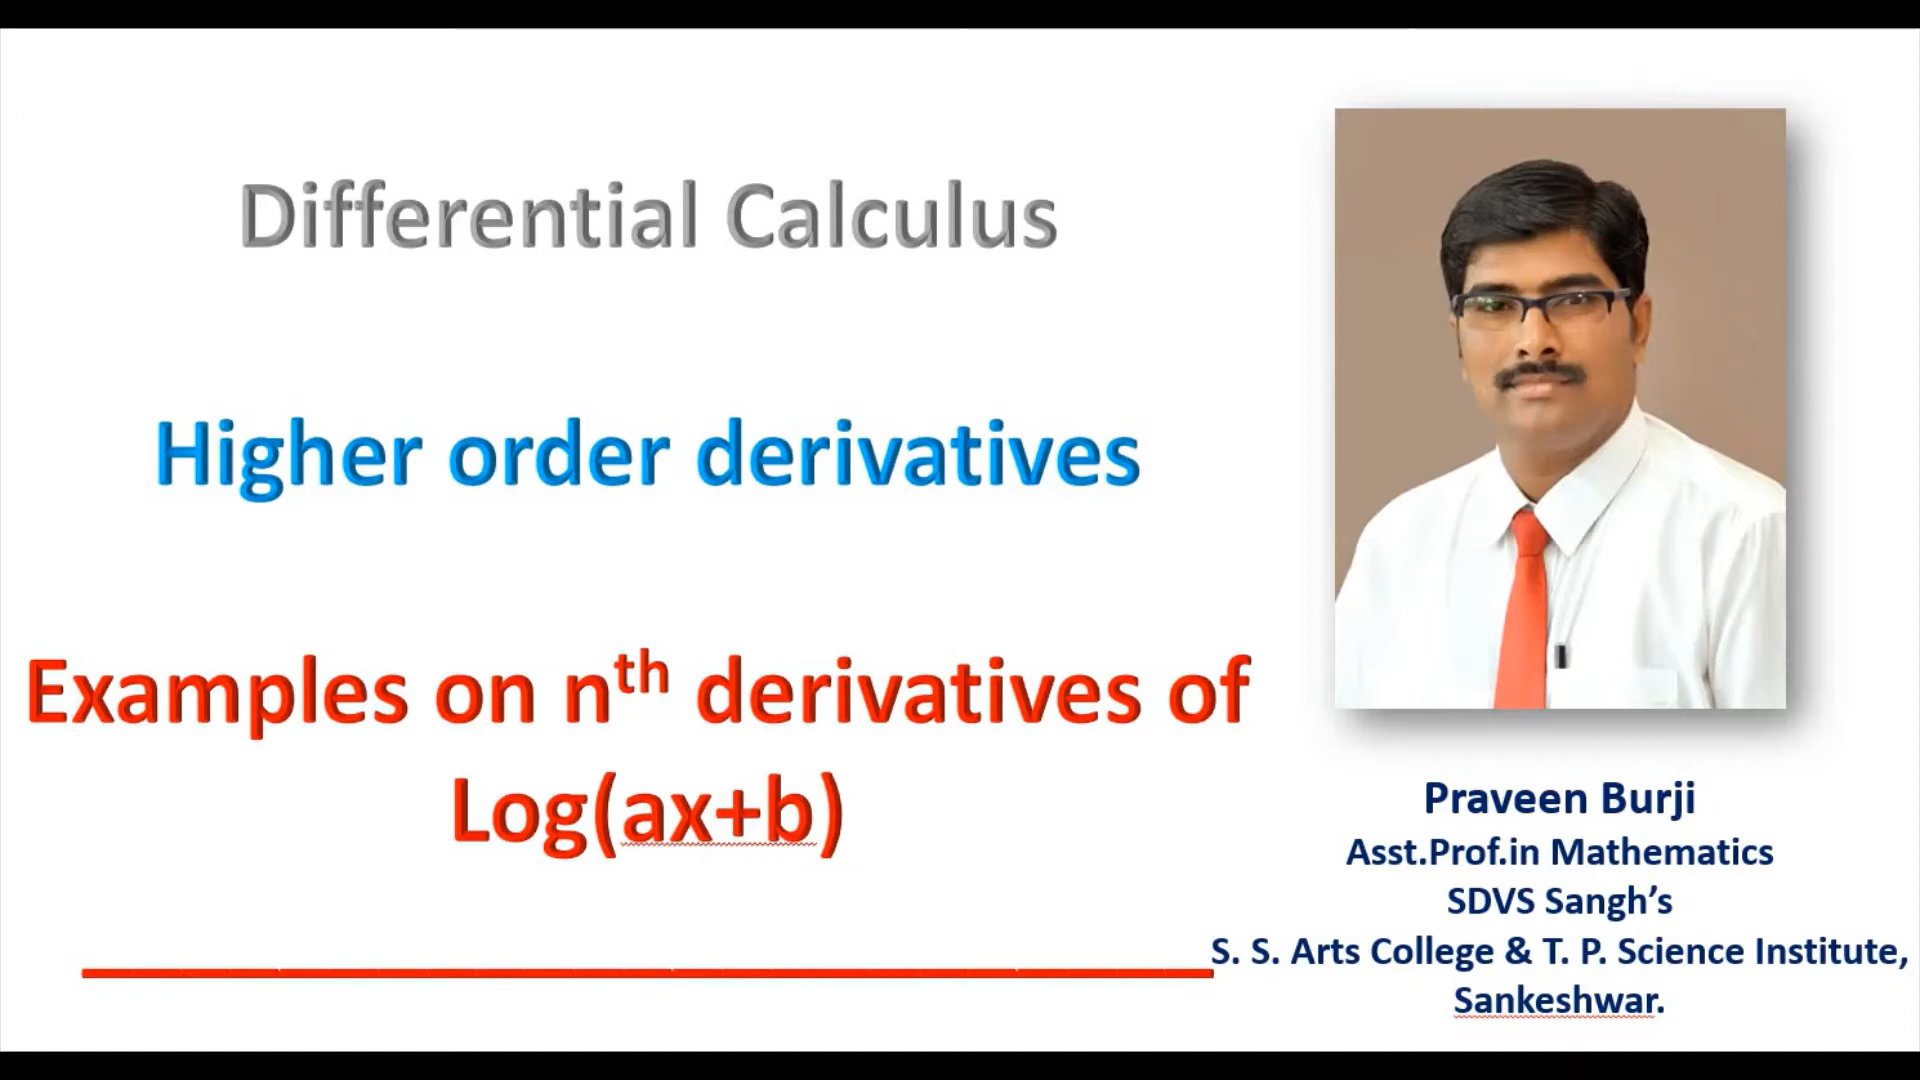 Differential Calculus
Higher order derivatives
Examples on nth derivatives of
Log(ax+b)
Praveen Burji
Asst.Prof.in Mathematics
SDVS Sangh’s
S. S. Arts College & T. P. Science Institute,
Sankeshwar.